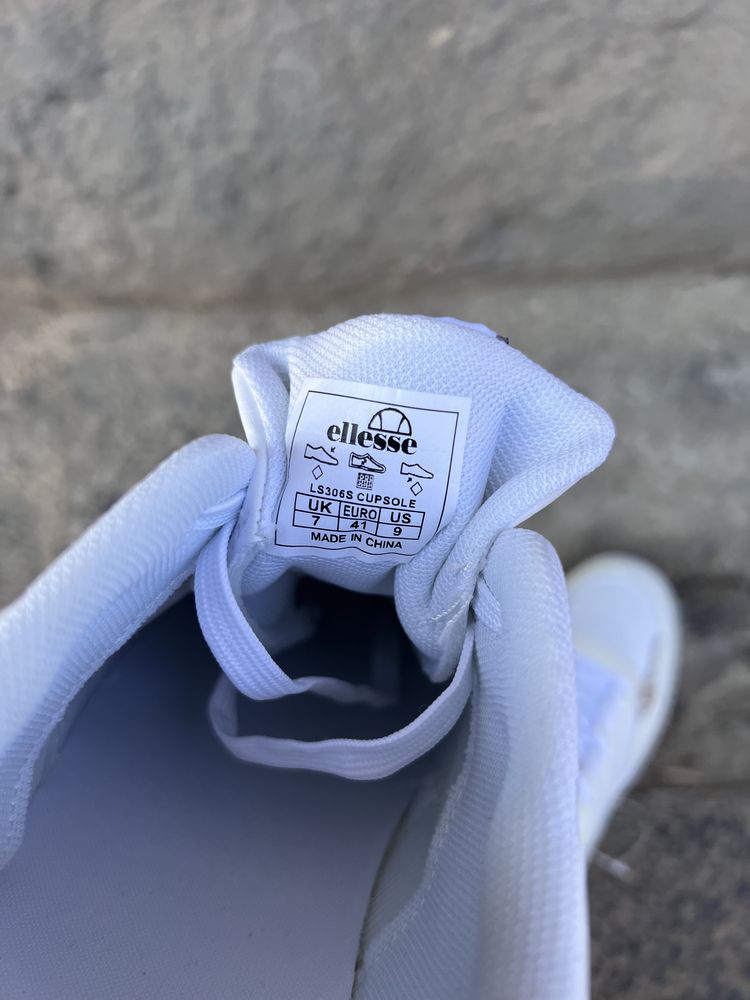 ellesse
LS306S CUPSOLE
UK EURO US
7 41 9
MADE IN CHINA